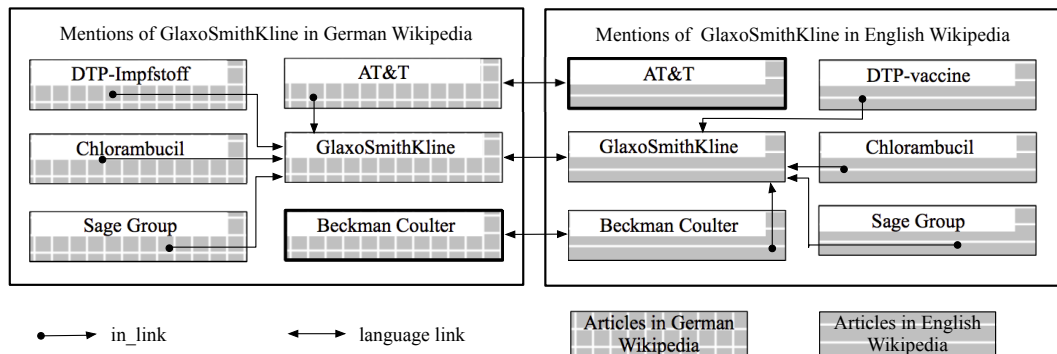 Mentions of GlaxoSmithKline in German Wikipedia
DTP-Impfstoff
AT&T
Chlorambucil
GlaxoSmithKline
Sage Group
Beckman Coulter
Mentions of GlaxoSmithKline in English Wikipedia
AT&T
DTP-vaccine
GlaxoSmithKline
Chlorambucil
Beckman Coulter
Sage Group
in_link
language link
Articles in German
Wikipedia
Articles in English
Wikipedia